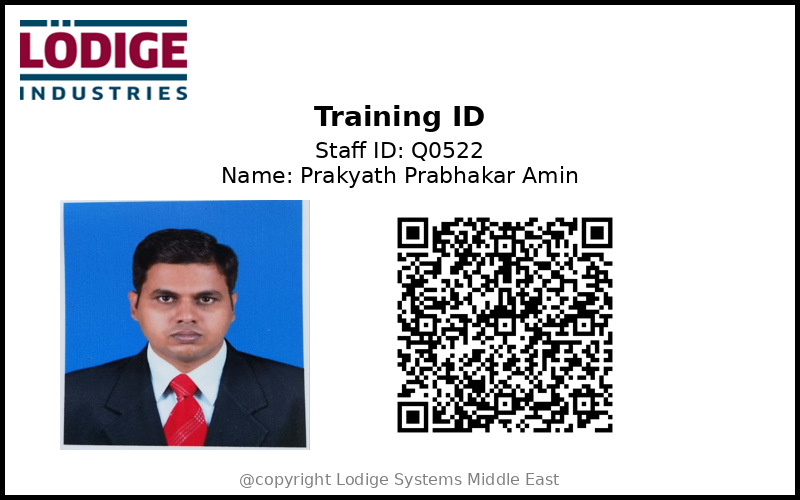 LÖDIGE
INDUSTRIES
Training ID
Staff ID: Q0522
Name: Prakyath Prabhakar Amin
@copyright Lodige Systems Middle East